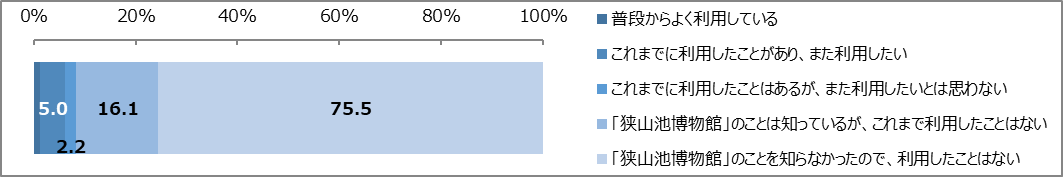 0% 20% 40% 60% 80% 100%
5.0 16.1 75.5
2.2
普段からよく利用している
これまでに利用したことがあり、また利用したい
これまでに利用したことはあるが、また利用したいとは思わない
「狭山池博物館」のことは知っているが、これまで利用したことはない
「狭山池博物館」のことを知らなかったので、利用したことはない